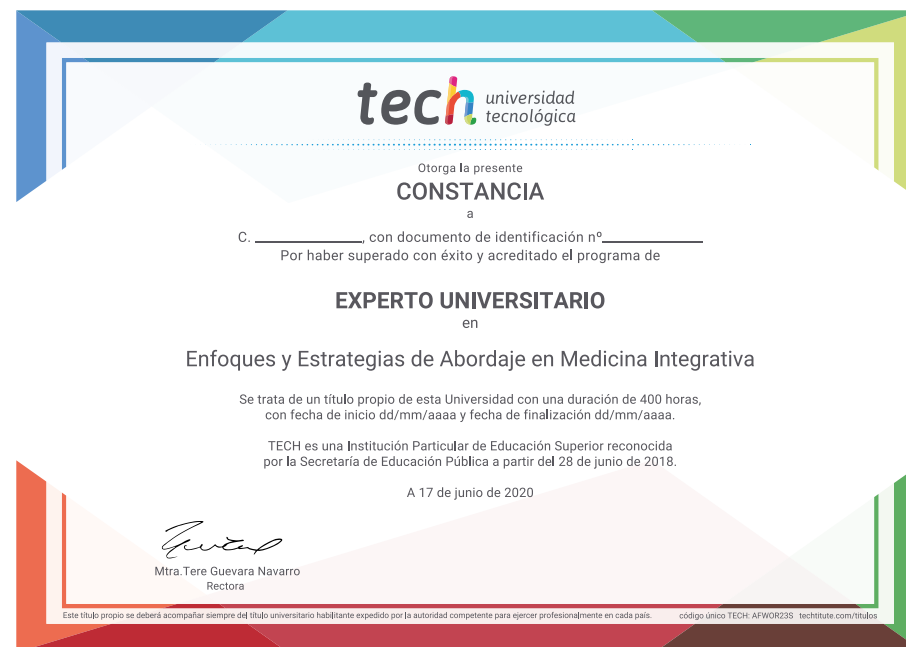 tech universidad
tecnológica
Otorga la presente
CONSTANCIA
a
C. ____________, con documento de identificación nº____________
Por haber superado con éxito y acreditado el programa de
EXPERTO UNIVERSITARIO
en
Enfoques y Estrategias de Abordaje en Medicina Integrativa
Se trata de un título propio de esta Universidad con una duración de 400 horas,
con fecha de inicio dd/mm/aaaa y fecha de finalización dd/mm/aaaa.
TECH es una Institución Particular de Educación Superior reconocida
por la Secretaría de Educación Pública a partir del 28 de junio de 2018.
A 17 de junio de 2020
Mtra.Tere Guevara Navarro
Rectora
Este título propio se deberá acompañar siempre del título universitario habilitante expedido por la autoridad competente para ejercer profesionalmente en cada país. código único TECH: AFWOR23S techtitute.com/titulos